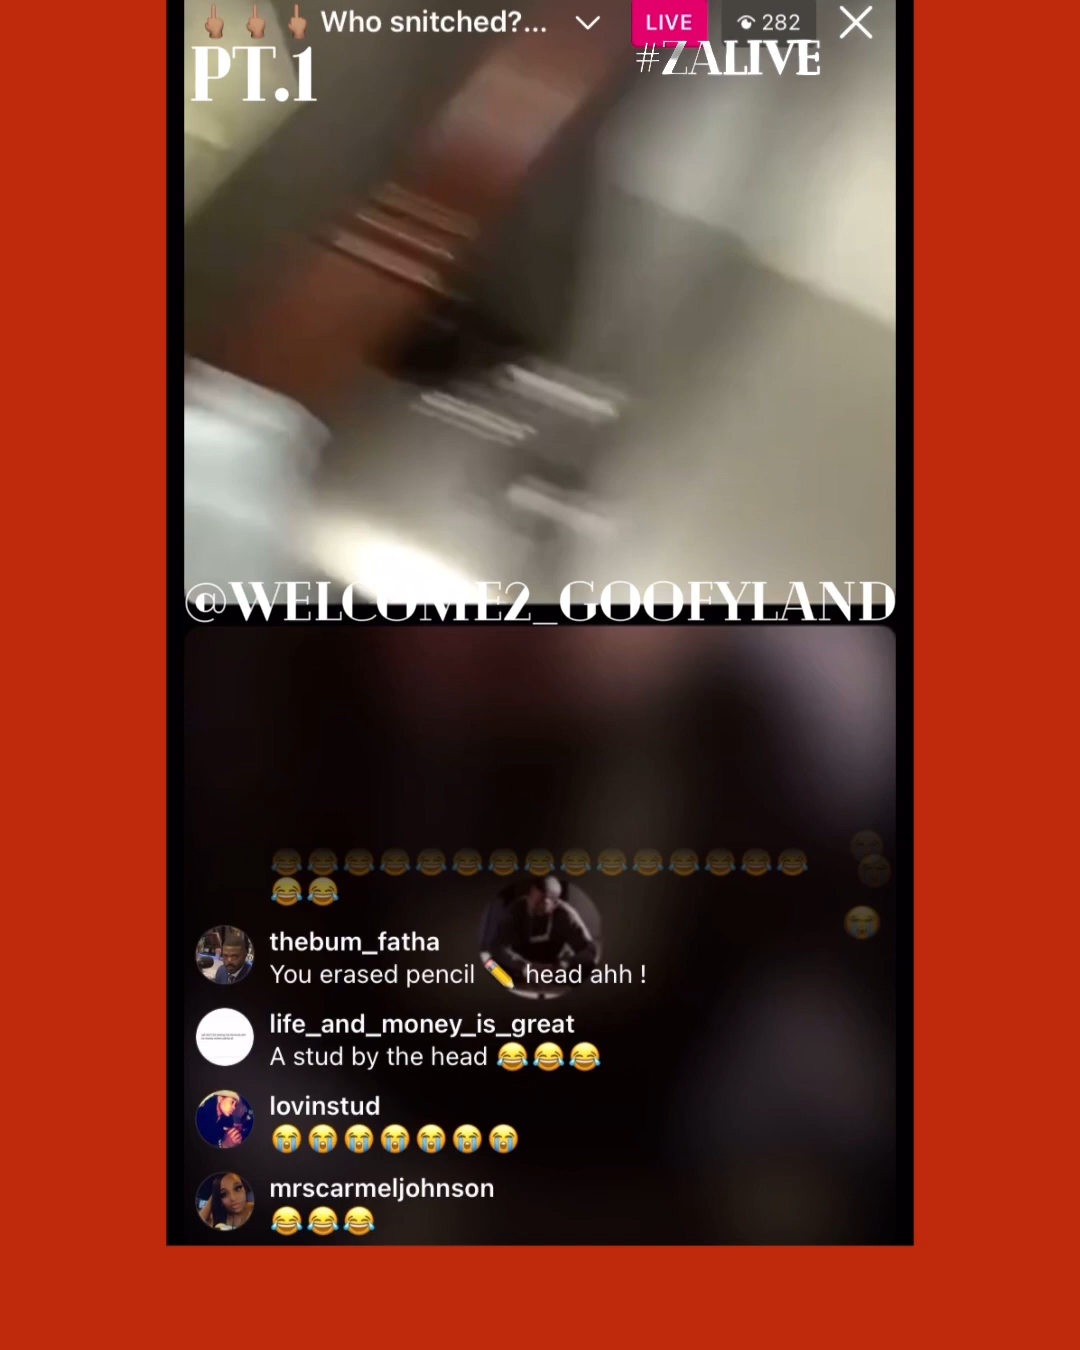 🖕🏼🖕🏼🖕🏼 Who snitched?...
LIVE
282
PT.1
#ZALIVE
@WELCOME2_GOOFYLAND
😂😂😂😂😂😂😂😂😂😂😂😂😂😂😂
😂😂
thebum_fatha
You erased pencil ✏️ head ahh !
life_and_money_is_great
A stud by the head 😂😂😂
lovinstud
😭😭😭😭😭😭😭
mrscarmeljohnson
😂😂😂